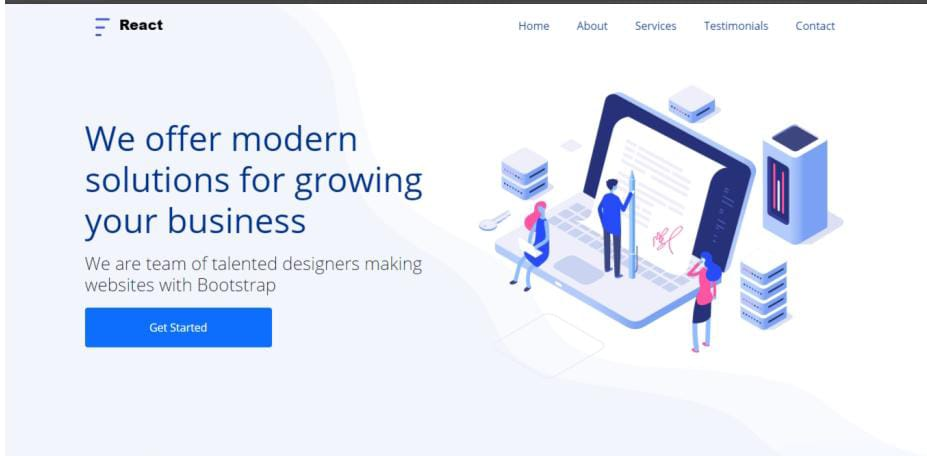 React
Home About Services Testimonials Contact
We offer modern
solutions for growing
your business
We are team of talented designers making
websites with Bootstrap
Get Started